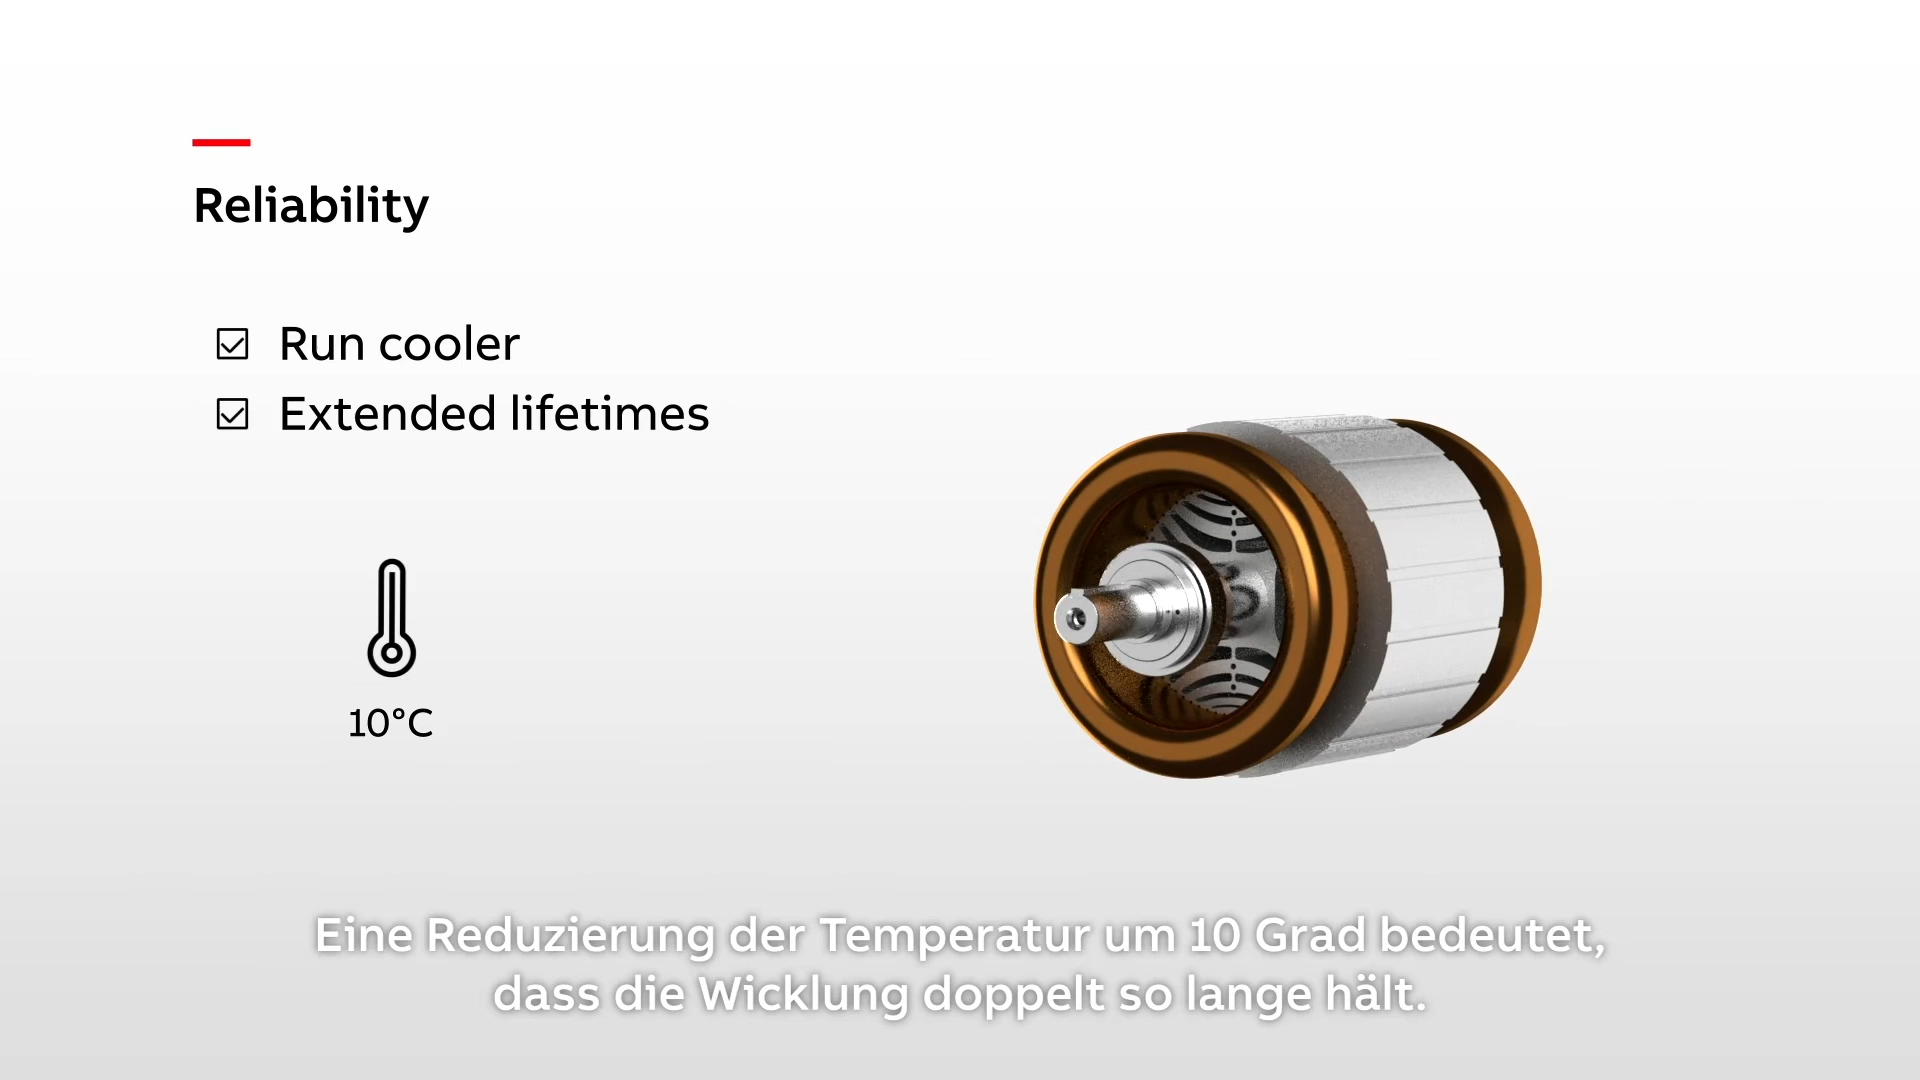 Reliability
Run cooler
Extended lifetimes
10°C
Eine Reduzierung der Temperatur um 10 Grad bedeutet,
dass die Wicklung doppelt so lange hält.